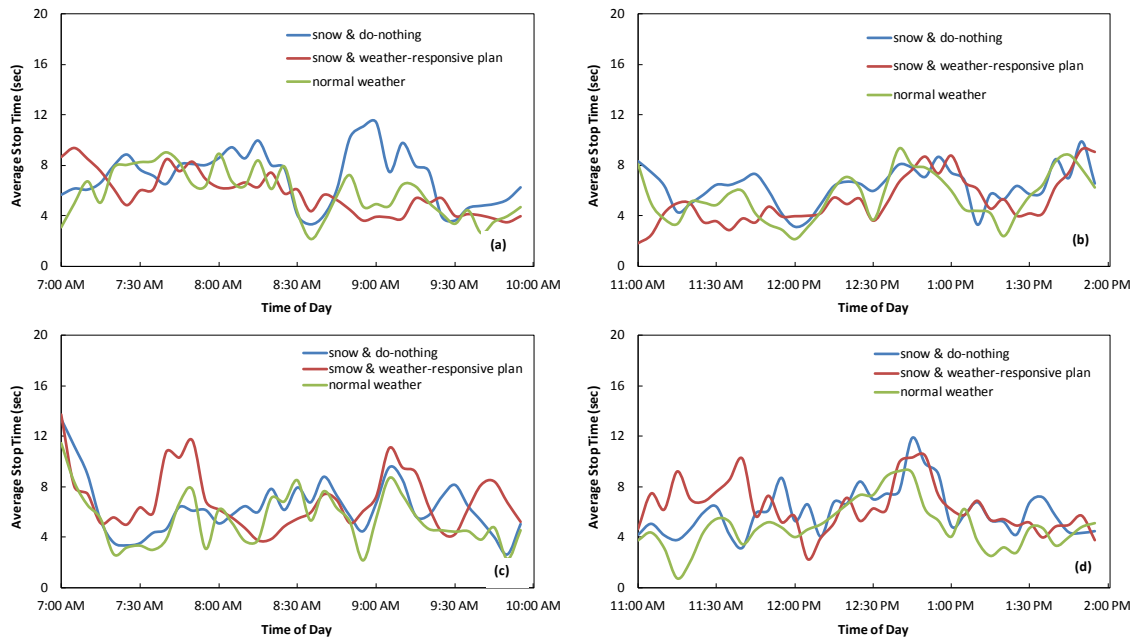 20
16
12
8
4
0
Average Stop Time (sec)
snow & do-nothing
snow & weather-responsive plan
normal weather
(a)
7:00 AM 7:30 AM 8:00 AM 8:30 AM 9:00 AM 9:30 AM 10:00 AM
Time of Day
20
16
12
8
4
0
Average Stop Time (sec)
snow & do-nothing
snow & weather-responsive plan
normal weather
(b)
11:00 AM 11:30 AM 12:00 PM 12:30 PM 1:00 PM 1:30 PM 2:00 PM
Time of Day
20
16
12
8
4
0
Average Stop Time (sec)
snow & do-nothing
smow & weather-responsive plan
normal weather
(c)
7:00 AM 7:30 AM 8:00 AM 8:30 AM 9:00 AM 9:30 AM 10:00 AM
Time of Day
20
16
12
8
4
0
Average Stop Time (sec)
snow & do-nothing
snow & weather-responsive plan
normal weather
(d)
11:00 AM 11:30 AM 12:00 PM 12:30 PM 1:00 PM 1:30 PM 2:00 PM
Time of Day